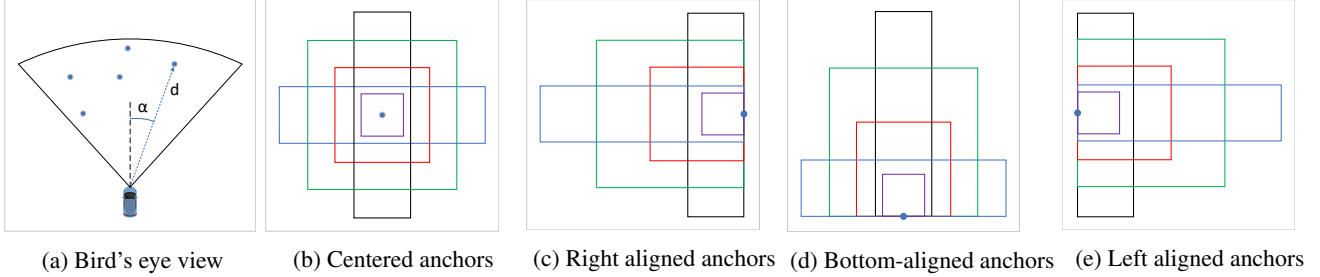 α
d
(a) Bird's eye view
(b) Centered anchors
(c) Right aligned anchors
(d) Bottom-aligned anchors
(e) Left aligned anchors